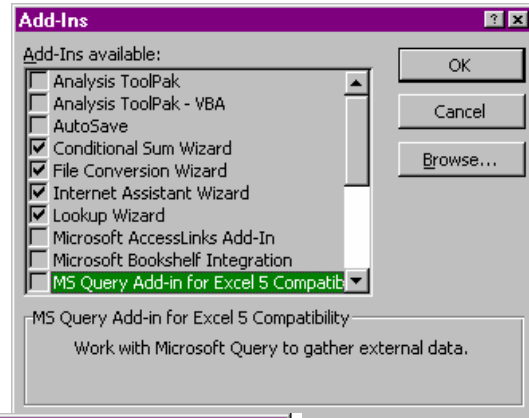 Add-Ins
Add-Ins available:
Analysis ToolPak
Analysis ToolPak - VBA
AutoSave
Conditional Sum Wizard
File Conversion Wizard
Internet Assistant Wizard
Lookup Wizard
Microsoft AccessLinks Add-In
Microsoft Bookshelf Integration
MS Query Add-in for Excel 5 Compatib
OK
Cancel
Browse...
MS Query Add-in for Excel 5 Compatibility
Work with Microsoft Query to gather external data.